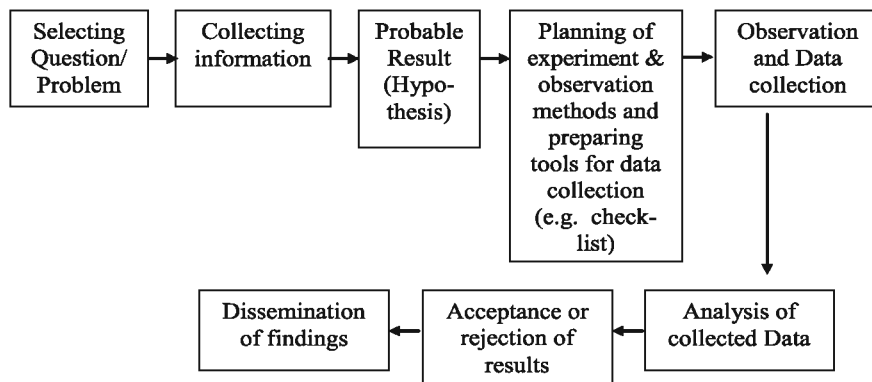 Selecting
Question/
Problem
Collecting
information
Probable
Result
(Hypo-
thesis)
Planning of
experiment &
observation
methods and
preparing
tools for data
collection
(e.g. check-
list)
Observation
and Data
collection
Analysis of
collected Data
Acceptance or
rejection of
results
Dissemination
of findings